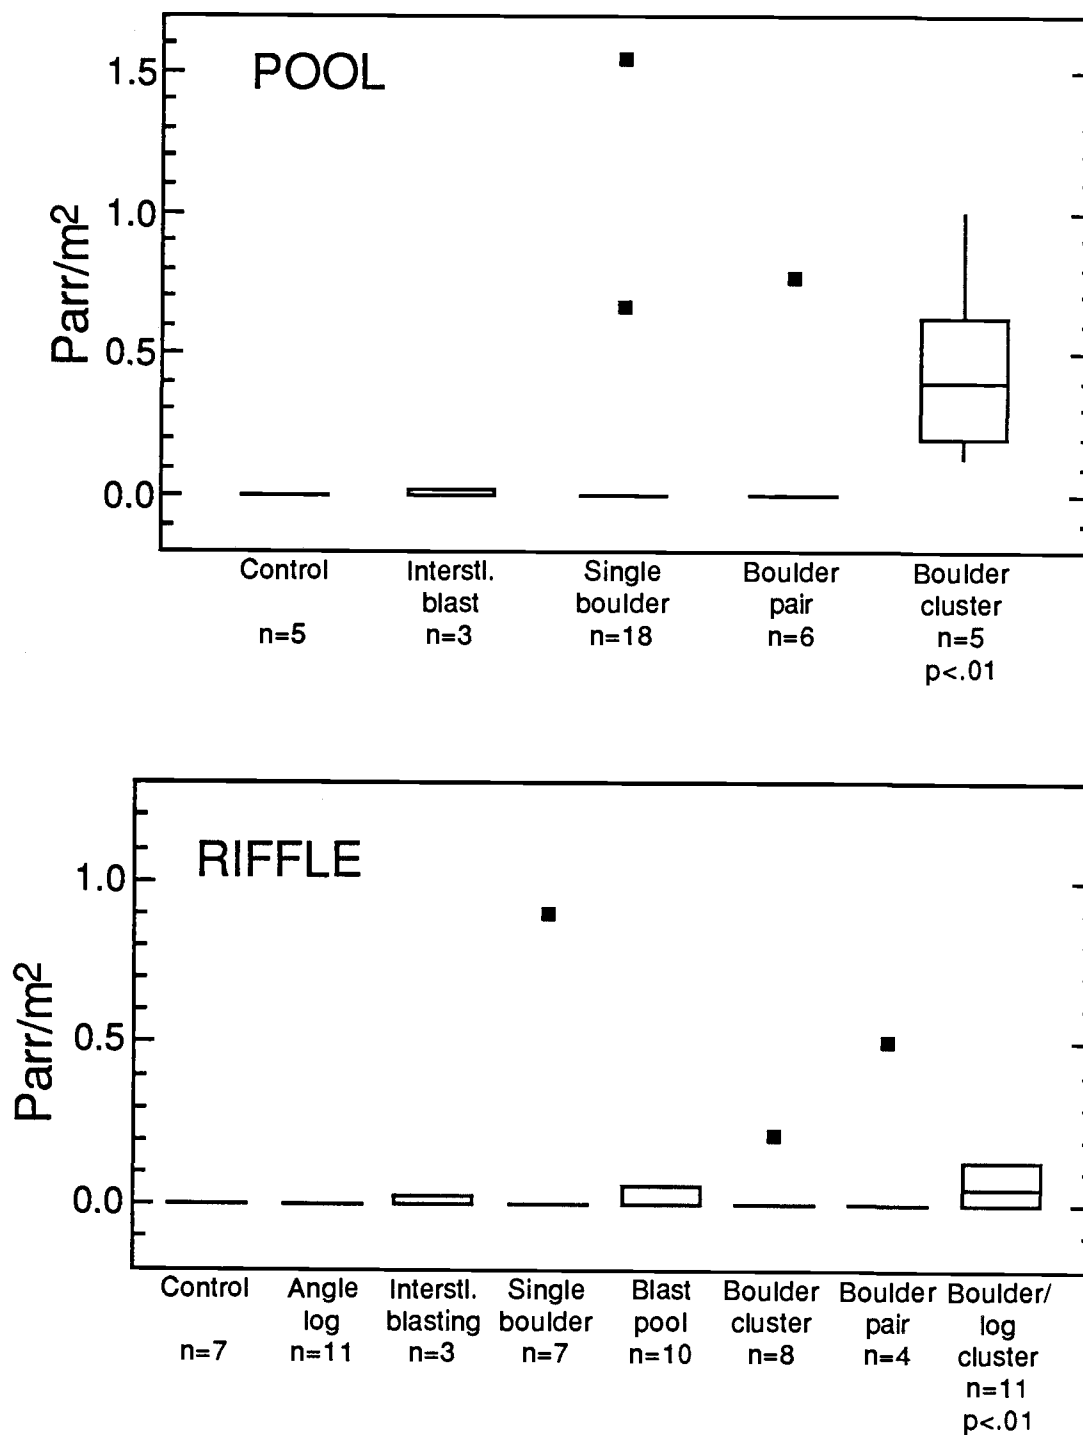 POOL
Parr/m²
1.5
1.0
0.5
0.0
Control
n=5
Interstl.
blast
n=3
Single
boulder
n=18
Boulder
pair
n=6
Boulder
cluster
n=5
p<.01
RIFFLE
Parr/m²
1.0
0.5
0.0
Control
n=7
Angle
log
n=11
Interstl.
blasting
n=3
Single
boulder
n=7
Blast
pool
n=10
Boulder
cluster
n=8
Boulder
pair
n=4
Boulder/
log
cluster
n=11
p<.01